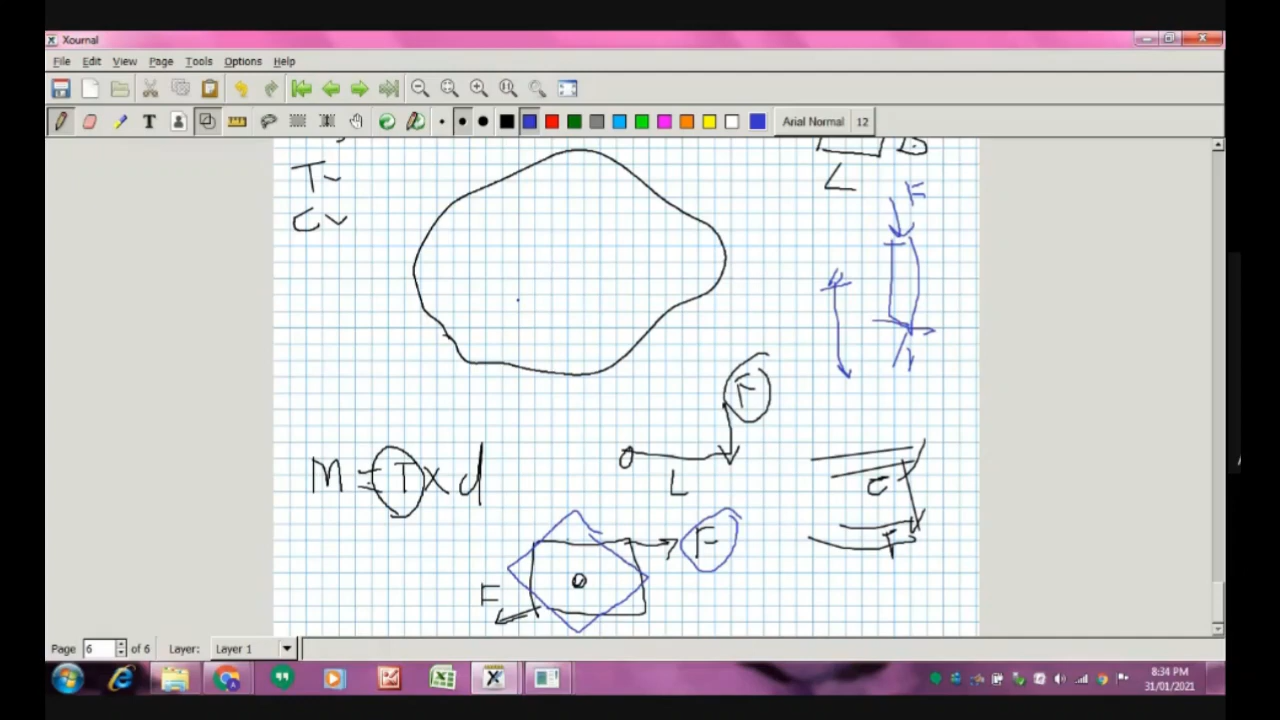 Xournal
File Edit View Page Tools Options Help
Arial Normal 12
T
C
L
F
F
M = T x d
L
C
T
F
F
Page 6 of 6 Layer: Layer 1
8:34 PM
31/01/2021